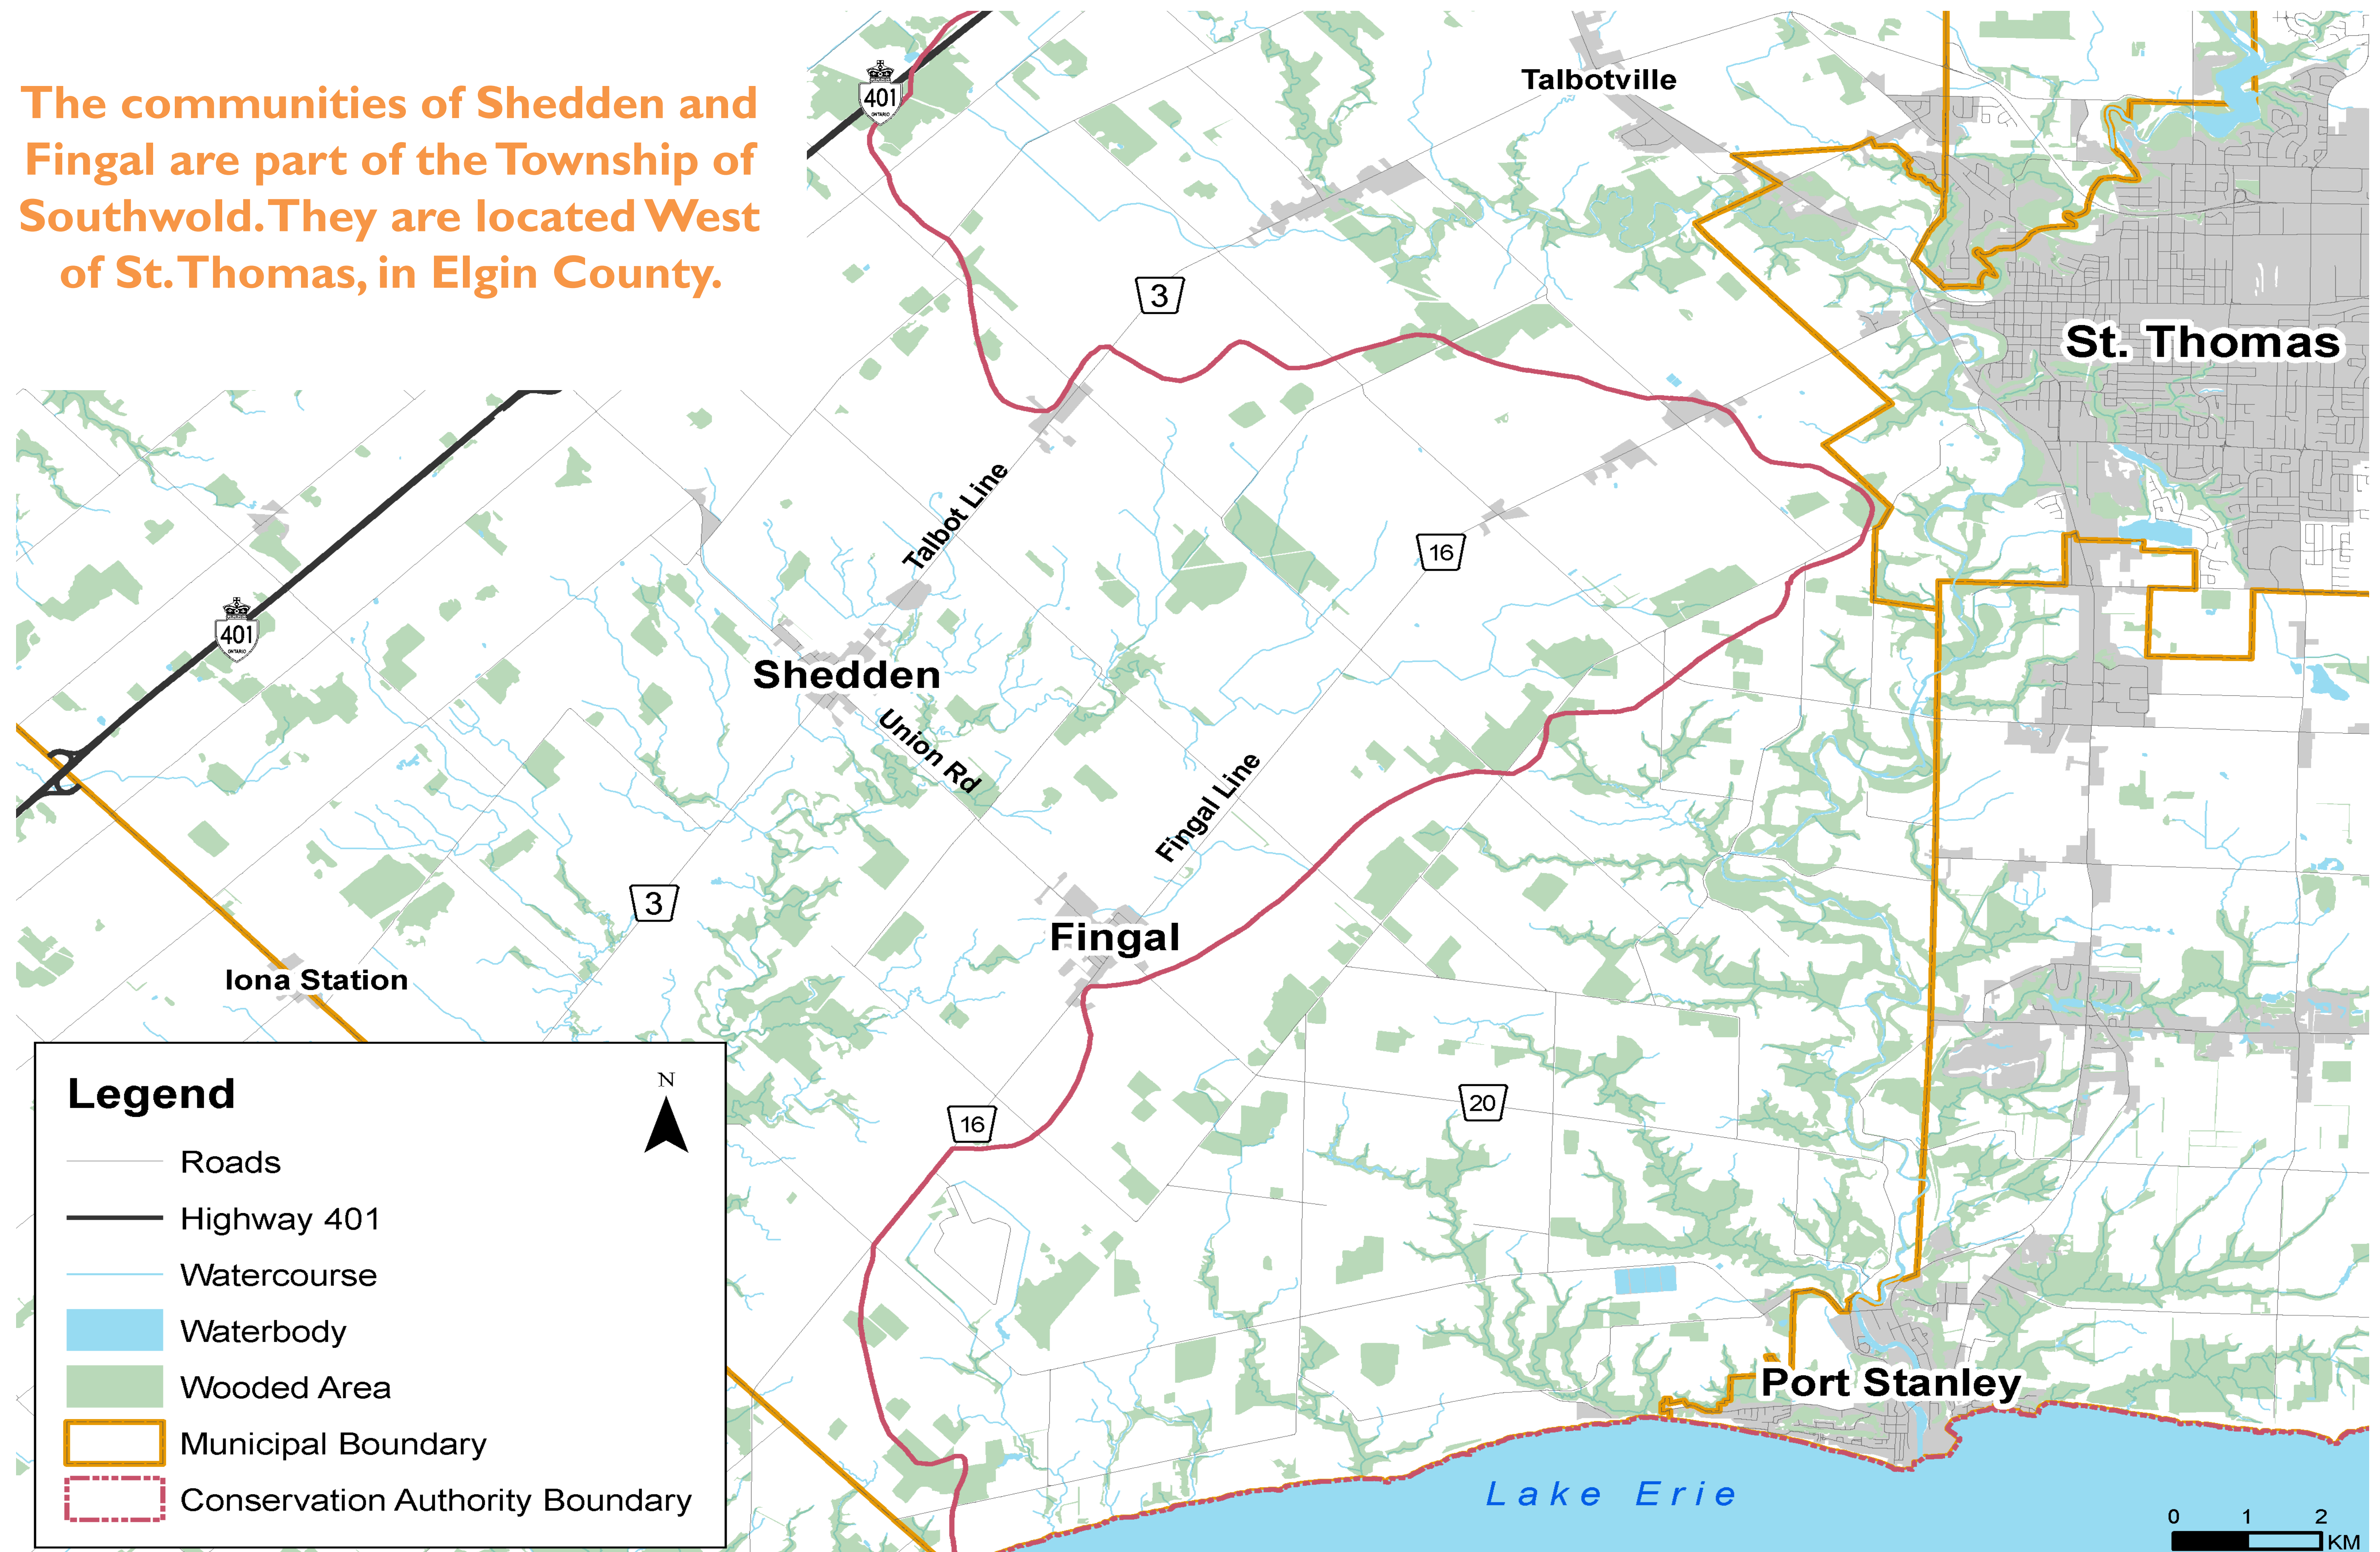 The communities of Shedden and
Fingal are part of the Township of
Southwold. They are located West
of St. Thomas, in Elgin County.
401
ONTARIO
Talbotville
3
St. Thomas
Talbot Line
16
401
ONTARIO
Shedden
Union Rd
Fingal Line
3
Fingal
Iona Station
Legend
N
Roads
Highway 401
Watercourse
Waterbody
Wooded Area
Municipal Boundary
Conservation Authority Boundary
16
20
Port Stanley
Lake Erie
0 1 2
KM